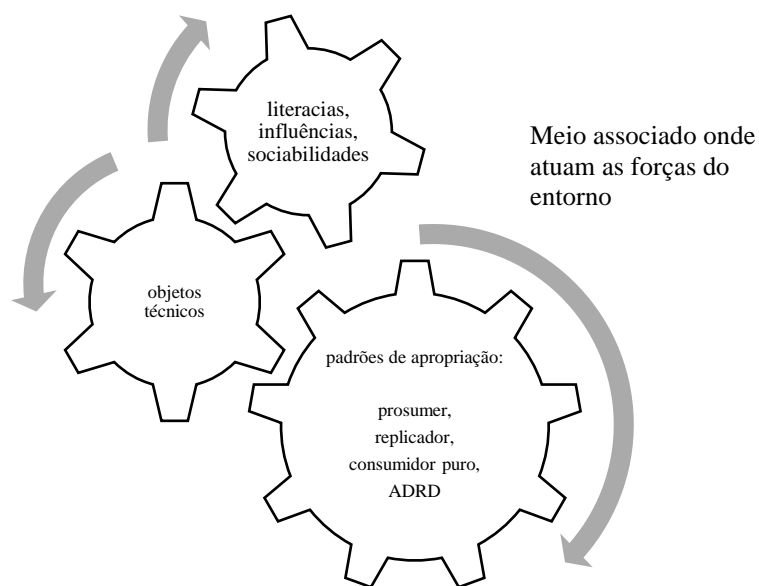 literacias,
influências,
sociabilidades
Meio associado onde
atuam as forças do
entorno
objetos
técnicos
padrões de apropriação:
prosumer,
replicador,
consumidor puro,
ADRD